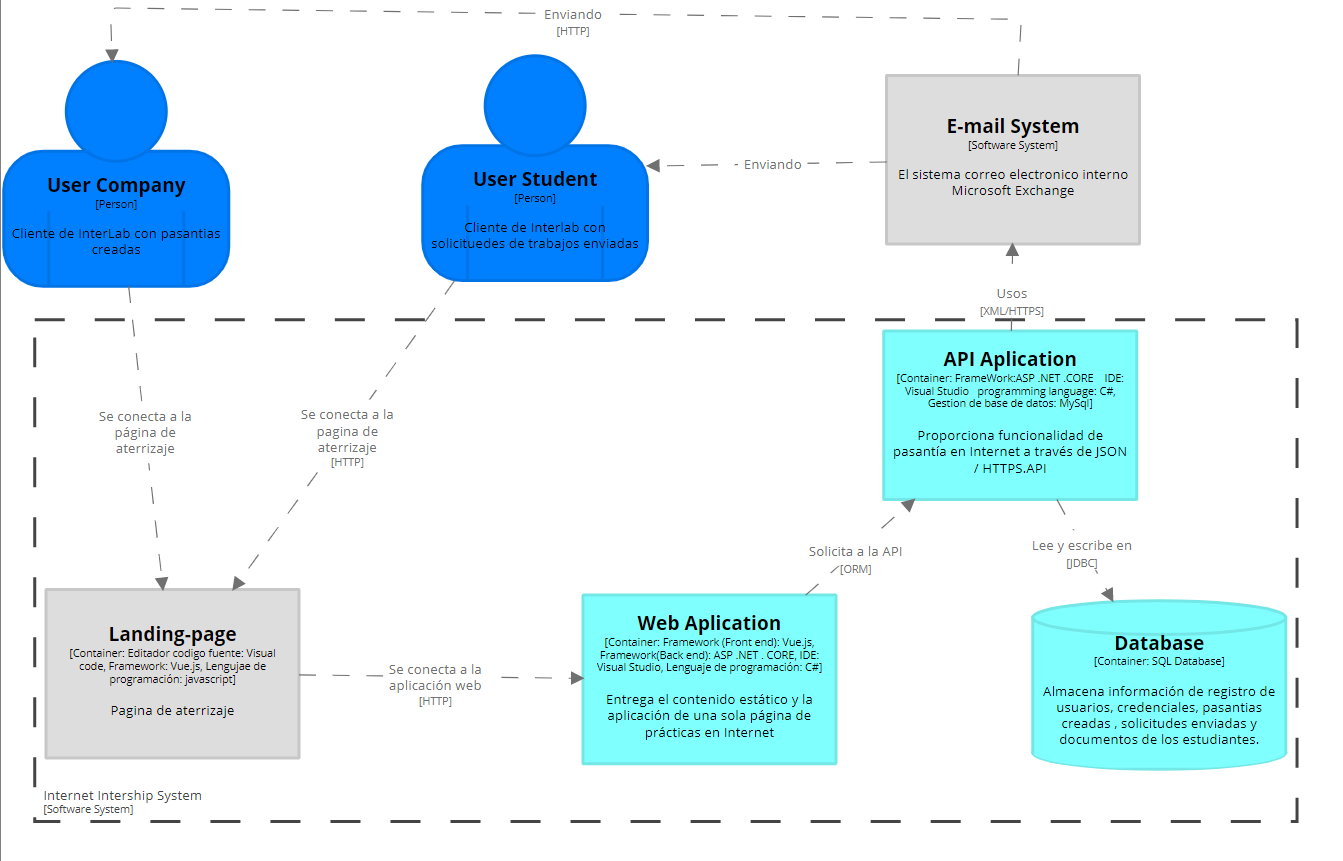 Enviando
[HTTP]
User Company
[Person]
Cliente de InterLab con pasantias
creadas
User Student
[Person]
Cliente de Interlab con
solicituedes de trabajos enviadas
Enviando
E-mail System
[Software System]
El sistema correo electronico interno
Microsoft Exchange
Usos
[XML/HTTPS]
API Aplication
[Container: FrameWork:ASP .NET .CORE IDE:
Visual Studio programming language: C#,
Gestion de base de datos: MySql]
Proporciona funcionalidad de
pasantía en Internet a través de JSON
/ HTTPS.API
Se conecta a la
página de
aterrizaje
Se conecta a la
pagina de
aterrizaje
[HTTP]
Solicita a la API
[ORM]
Lee y escribe en
[JDBC]
Landing-page
[Container: Editador codigo fuente: Visual
code, Framework: Vue.js, Lengujae de
programación: javascript]
Pagina de aterrizaje
Se conecta a la
aplicación web
[HTTP]
Web Aplication
[Container: Framework (Front end): Vue.js,
Framework(Back end): ASP .NET . CORE, IDE:
Visual Studio, Lenguaje de programación: C#]
Entrega el contenido estático y la
aplicación de una sola página de
prácticas en Internet
Database
[Container: SQL Database]
Almacena información de registro de
usuarios, credenciales, pasantias
creadas , solicitudes enviadas y
documentos de los estudiantes.
Internet Intership System
[Software System]